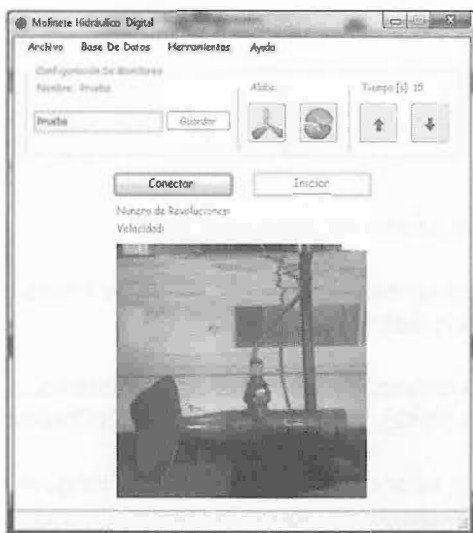 Molinete Hidráulico Digital
Archivo Base De Datos Herramientas Ayuda
Configuración De Monitoreo
Nombre: Prueba
Alabe:
Tiempo [s]: 15
Prueba
Guardar
Conectar
Iniciar
Numero de Revoluciones:
Velocidad: